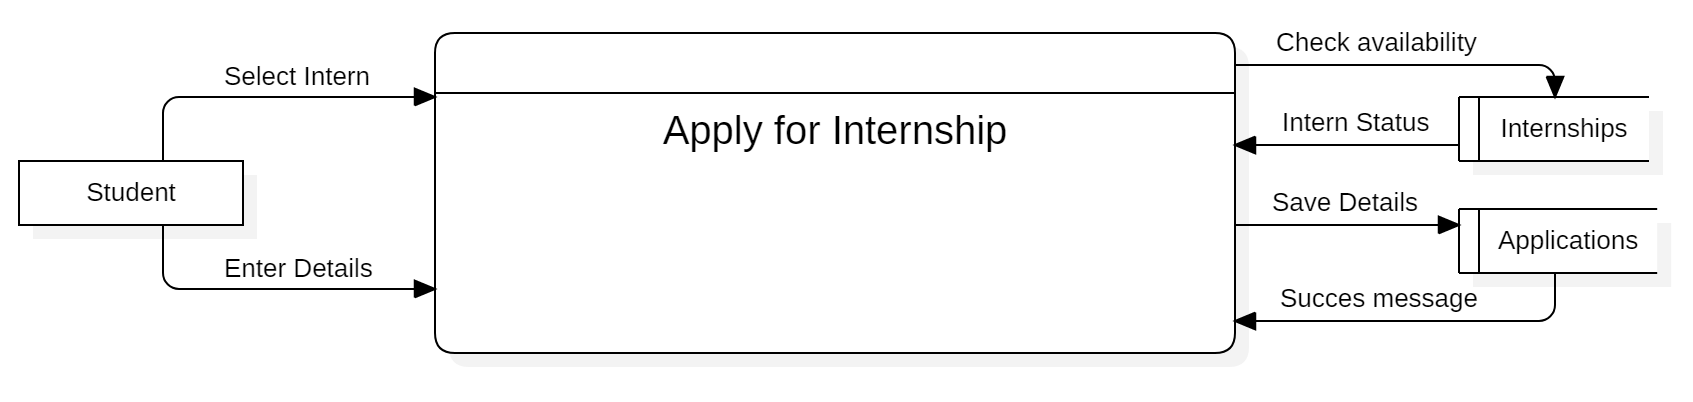 Check availability
Select Intern
Apply for Internship
Intern Status
Internships
Student
Save Details
Applications
Enter Details
Succes message